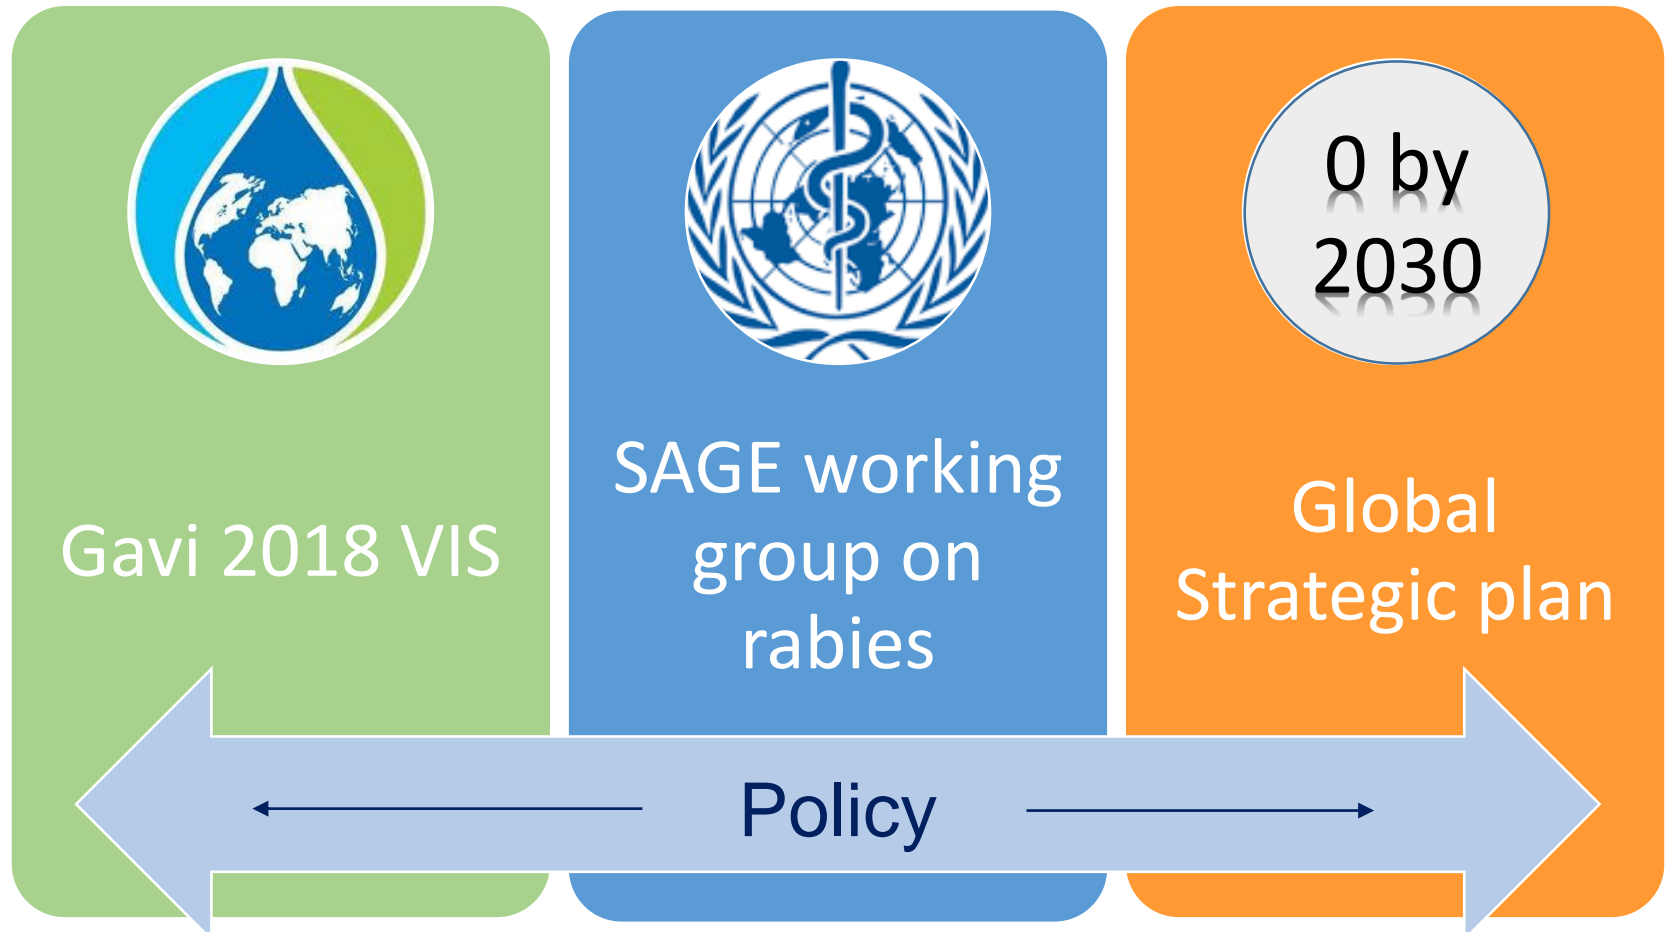 0 by
2030
Gavi 2018 VIS
SAGE working
group on
rabies
Global
Strategic plan
Policy